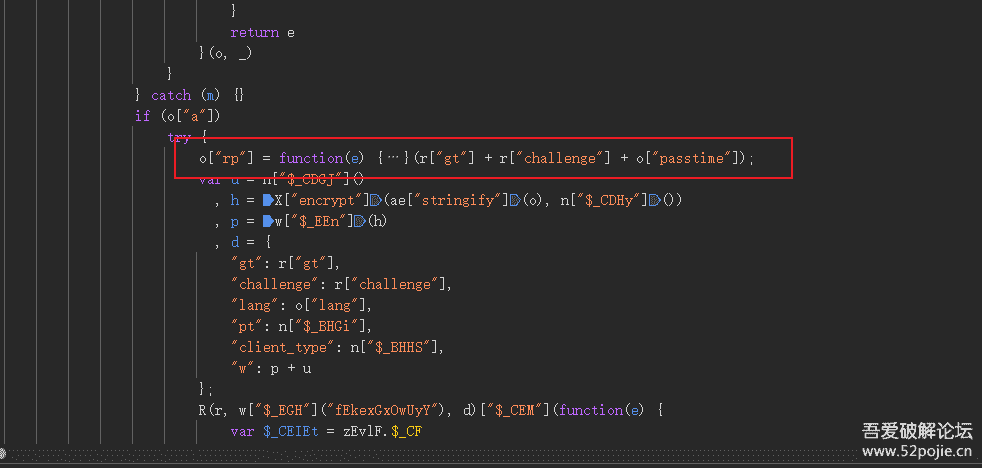 }
return e
}(o, _)
}
} catch (m) {}
if (o["a"])
try {
o["rp"] = function(e) {…}(r["gt"] + r["challenge"] + o["passtime"]);
var u = n["$_CDGJ"]()
, h = X["encrypt"](ae["stringify"](o), n["$_CDHy"]())
, p = w["$_EEn"](h)
, d = {
"gt": r["gt"],
"challenge": r["challenge"],
"lang": o["lang"],
"pt": n["$_BHGi"],
"client_type": n["$_BHHS"],
"w": p + u
};
R(r, w["$_EGH"]("fEkexGxOwUyY"), d)["$_CEM"](function(e) {
var $_CEIEt = zEvlF.$_CF
吾爱破解论坛
www.52pojie.cn